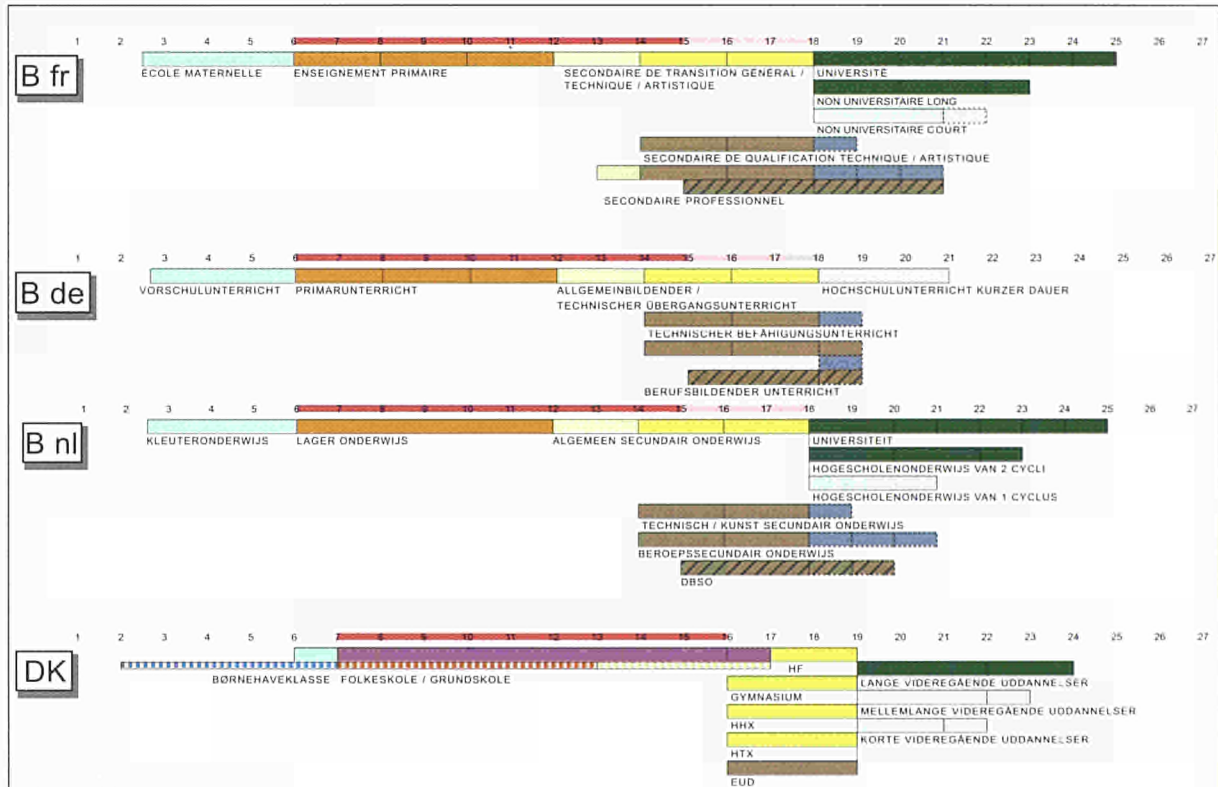 1 2 3 4 5 6 7 8 9 10 11 12 13 14 15 16 17 18 19 20 21 22 23 24 25 26 27
B fr
ÉCOLE MATERNELLE ENSEIGNEMENT PRIMAIRE SECONDAIRE DE TRANSITION GÉNÉRAL / UNIVERSITÉ
TECHNIQUE / ARTISTIQUE
NON UNIVERSITAIRE LONG
NON UNIVERSITAIRE COURT
SECONDAIRE DE QUALIFICATION TECHNIQUE / ARTISTIQUE
SECONDAIRE PROFESSIONNEL
1 2 3 4 5 6 7 8 9 10 11 12 13 14 15 16 17 18 19 20 21 22 23 24 25 26 27
B de
VORSCHULUNTERRICHT PRIMARUNTERRICHT ALLGEMEINBILDENDER / HOCHSCHULUNTERRICHT KURZER DAUER
TECHNISCHER ÜBERGANGSUNTERRICHT
TECHNISCHER BEFÄHIGUNGSUNTERRICHT
BERUFSBILDENDER UNTERRICHT
1 2 3 4 5 6 7 8 9 10 11 12 13 14 15 16 17 18 19 20 21 22 23 24 25 26 27
B nl
KLEUTERONDERWIJS LAGER ONDERWIJS ALGEMEEN SECUNDAIR ONDERWIJS UNIVERSITEIT
HOGESCHOLENONDERWIJS VAN 2 CYCLI
HOGESCHOLENONDERWIJS VAN 1 CYCLUS
TECHNISCH / KUNST SECUNDAIR ONDERWIJS
BEROEPSSECUNDAIR ONDERWIJS
DBSO
1 2 3 4 5 6 7 8 9 10 11 12 13 14 15 16 17 18 19 20 21 22 23 24 25 26 27
DK
BØRNEHAVEKLASSE FOLKESKOLE / GRUNDSKOLE HF
LANGE VIDEREGÅENDE UDDANNELSER
GYMNASIUM
MELLEMLANGE VIDEREGÅENDE UDDANNELSER
HHX
KORTE VIDEREGÅENDE UDDANNELSER
HTX
EUD